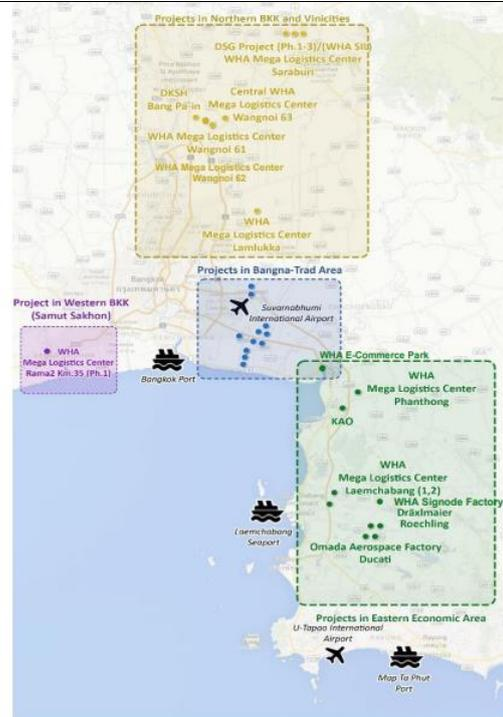 Projects in Northern BKK and Vicinities
DSG Project (Ph.1-3)/(WHA SIL)
WHA Mega Logistics Center
Saraburi
DKSH
Bang Pa-in
Central WHA
Mega Logistics Center
Wangnoi 63
WHA Mega Logistics Center
Wangnoi 61
WHA Mega Logistics Center
Wangnoi 62
WHA
Mega Logistics Center
Lamlukka
Projects in Bangna-Trad Area
Suvarnabhumi
International Airport
Project in Western BKK
(Samut Sakhon)
WHA
Mega Logistics Center
Rama2 Km.35 (Ph.1)
Bangkok
Bangkok Port
WHA E-Commerce Park
WHA
Mega Logistics Center
Phanthong
KAO
WHA
Mega Logistics Center
Laemchabang (1,2)
WHA Signode Factory
Dräxlmaier
Roechling
Omada Aerospace Factory
Ducati
Laemchabang
Seaport
Projects in Eastern Economic Area
U-Tapao International
Airport
Map Ta Phut
Port